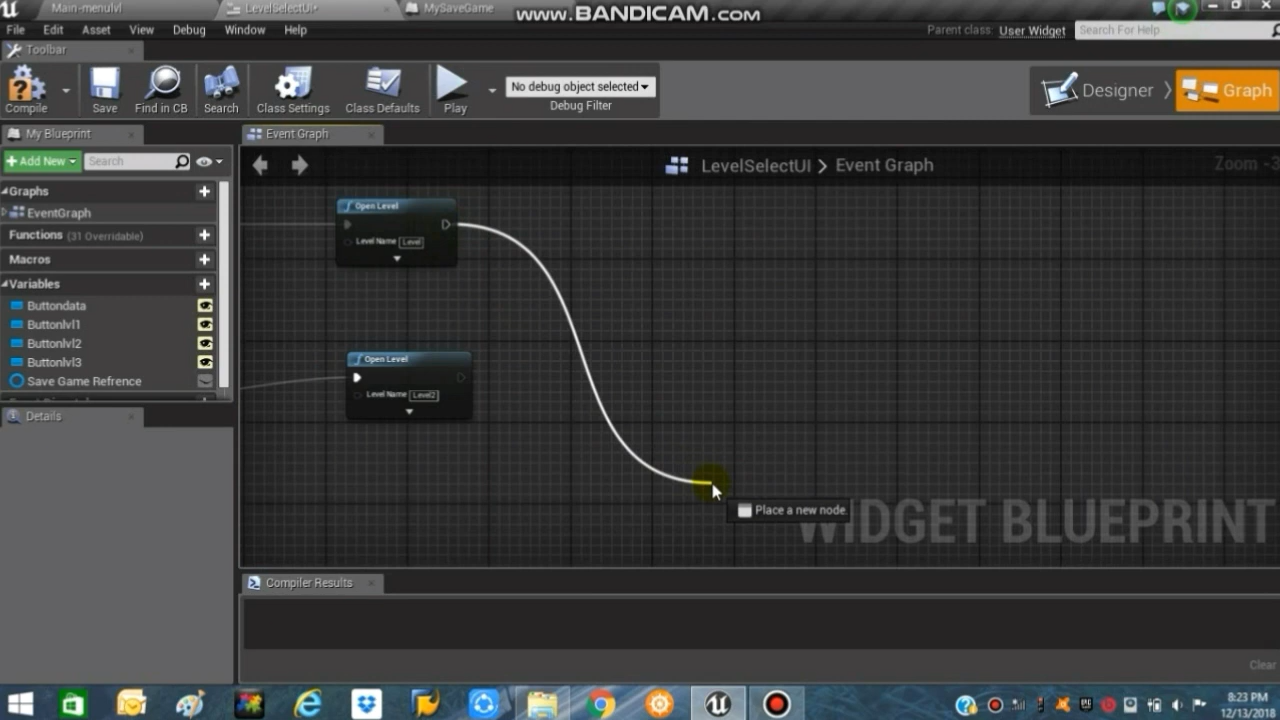 Main-menulvl
LevelSelectUI*
MySaveGame
www.BANDICAM.com
File Edit Asset View Debug Window Help
Parent class: User Widget
Search For Help
Toolbar
Compile
Save
Find in CB
Search
Class Settings
Class Defaults
Play
No debug object selected
Debug Filter
Designer
Graph
My Blueprint
Event Graph
+Add New
Search
LevelSelectUI > Event Graph
Zoom -3
Graphs
EventGraph
Functions (31 Overridable)
Macros
Variables
Buttondata
Buttonlvl1
Buttonlvl2
Buttonlvl3
Save Game Refrence
Open Level
Level Name Level
Open Level
Level Name Level2
Place a new node.
WIDGET BLUEPRINT
Details
Compiler Results
Clear
8:23 PM
12/13/2018